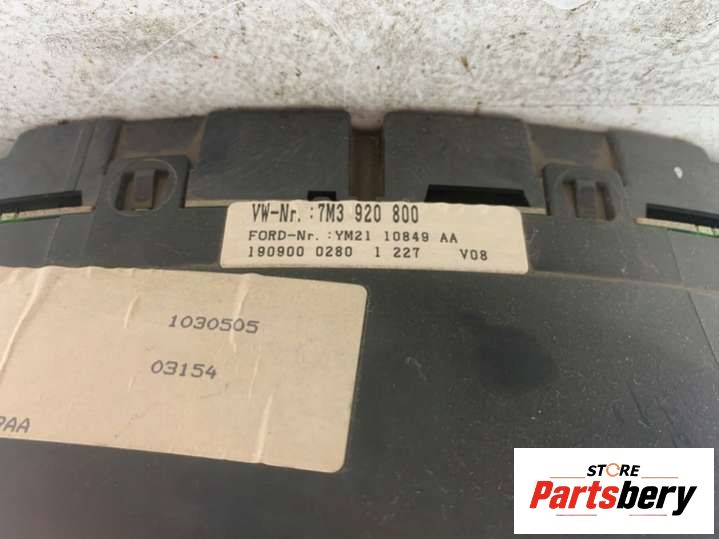 VW-Nr. :7M3 920 800
FORD-Nr. :YM21 10849 AA
190900 0280 1 227 V08
1030505
03154
AA
STORE
Partsbery